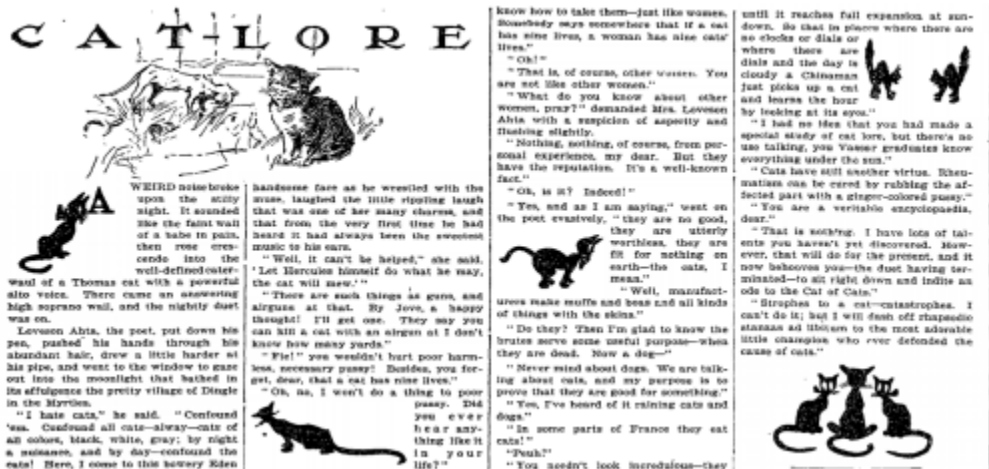 CAT-LORE
A WEIRD noise broke
upon the stilly
night. It sounded
like the faint wail
of a babe in pain,
then rose cres-
cendo into the
well-defined cater-
waul of a Thomas cat with a powerful
alto voice. There came an answering
high soprano wail, and the nightly duet
was on.
Loveson Ahta, the poet, put down his
pen, pushed his hands through his
abundant hair, drew a little harder at
his pipe, and went to the window to gaze
out into the moonlight that bathed in
its effulgence the pretty village of Dingle
in the Myrtles.
"I hate cats," he said. "Confound
'em. Confound all cats—alway—cats of
all colors, black, white, gray; by night
a nuisance, and by day—confound the
cats! Here, I come to this bowery Eden
handsome face as he wrestled with the
muse, laughed the little rippling laugh
that was one of her many charms, and
that from the very first time he had
heard it had always been the sweetest
music to his ears.
"Well, it can't be helped," she said.
"'Let Hercules himself do what he may,
the cat will mew.'"
"There are such things as guns, and
airguns at that. By Jove, a happy
thought! I'll get one. They say you
can kill a cat with an airgun at I don't
know how many yards."
"Fie!" you wouldn't hurt poor harm-
less, necessary pussy! Besides, you for-
get, dear, that a cat has nine lives."
"Oh, no, I won't do a thing to poor
pussy. Did
you ever
hear any-
thing like it
in your
life?"
know how to take them—just like women.
Somebody says somewhere that if a cat
has nine lives, a woman has nine cats'
lives."
"Oh!"
"That is, of course, other women. You
are not like other women."
"What do you know about other
women, pray?" demanded Mrs. Loveson
Ahta with a suspicion of asperity and
flushing slightly.
"Nothing, nothing, of course, from per-
sonal experience, my dear. But they
have the reputation. It's a well-known
fact."
"Oh, is it? Indeed!"
"Yes, and as I am saying," went on
the poet evasively, "they are no good,
they are utterly
worthless, they are
fit for nothing on
earth—the cats, I
mean."
"Well, manufact-
urers make muffs and boas and all kinds
of things with the skins."
"Do they? Then I'm glad to know the
brutes serve some useful purpose—when
they are dead. Now a dog—"
"Never mind about dogs. We are talk-
ing about cats, and my purpose is to
prove that they are good for something."
"Yes, I've heard of it raining cats and
dogs."
"In some parts of France they eat
cats!"
"Pouh!"
"You needn't look incredulous—they
until it reaches full expansion at sun-
down. So that in places where there are
no clocks or dials or
where there are
dials and the day is
cloudy a Chinaman
just picks up a cat
and learns the hour
by looking at its eyes."
"I had no idea that you had made a
special study of cat lore, but there's no
use talking, you Vassar graduates know
everything under the sun."
"Cats have still another virtue. Rheu-
matism can be cured by rubbing the af-
fected part with a ginger-colored pussy."
"You are a veritable encyclopaedia,
dear."
"That is nothing. I have lots of tal-
ents you haven't yet discovered. How-
ever, that will do for the present, and it
now behooves you—the duet having ter-
minated—to sit right down and indite an
ode to the Cat of Cats."
"Strophes to a cat—catastrophes. I
can't do it; but I will dash off rhapsodic
stanzas ad libitum to the most adorable
little champion who ever defended the
cause of cats."